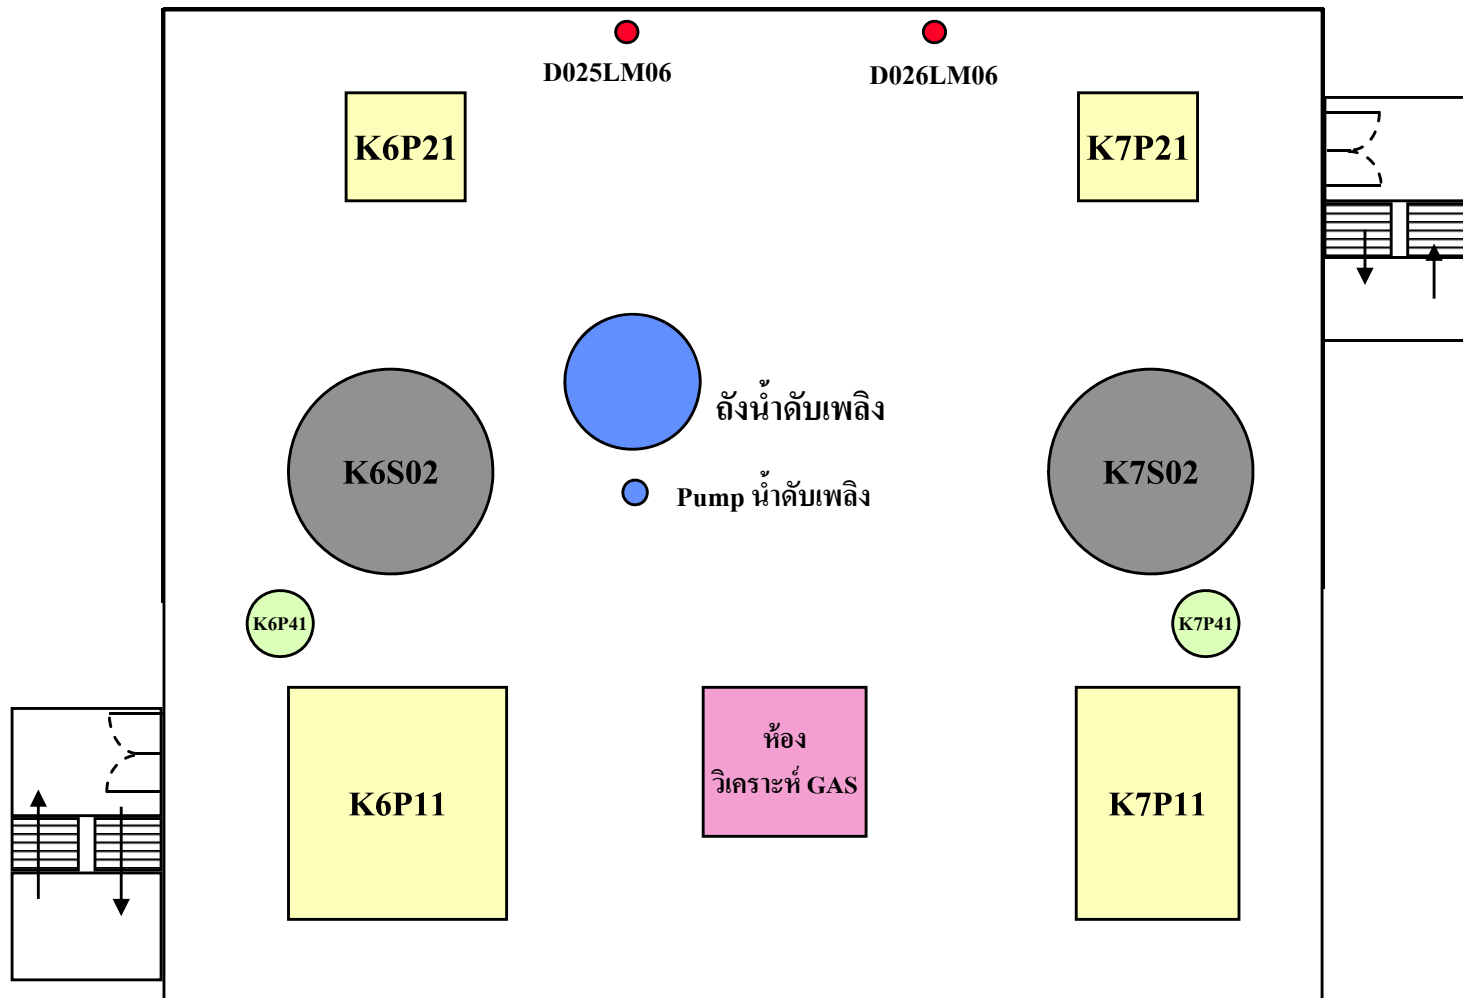 D025LM06
D026LM06
K6P21
K7P21
ถังน้ำดับเพลิง
K6S02
K7S02
Pump น้ำดับเพลิง
K6P41
K7P41
ห้อง
วิเคราะห์ GAS
K6P11
K7P11